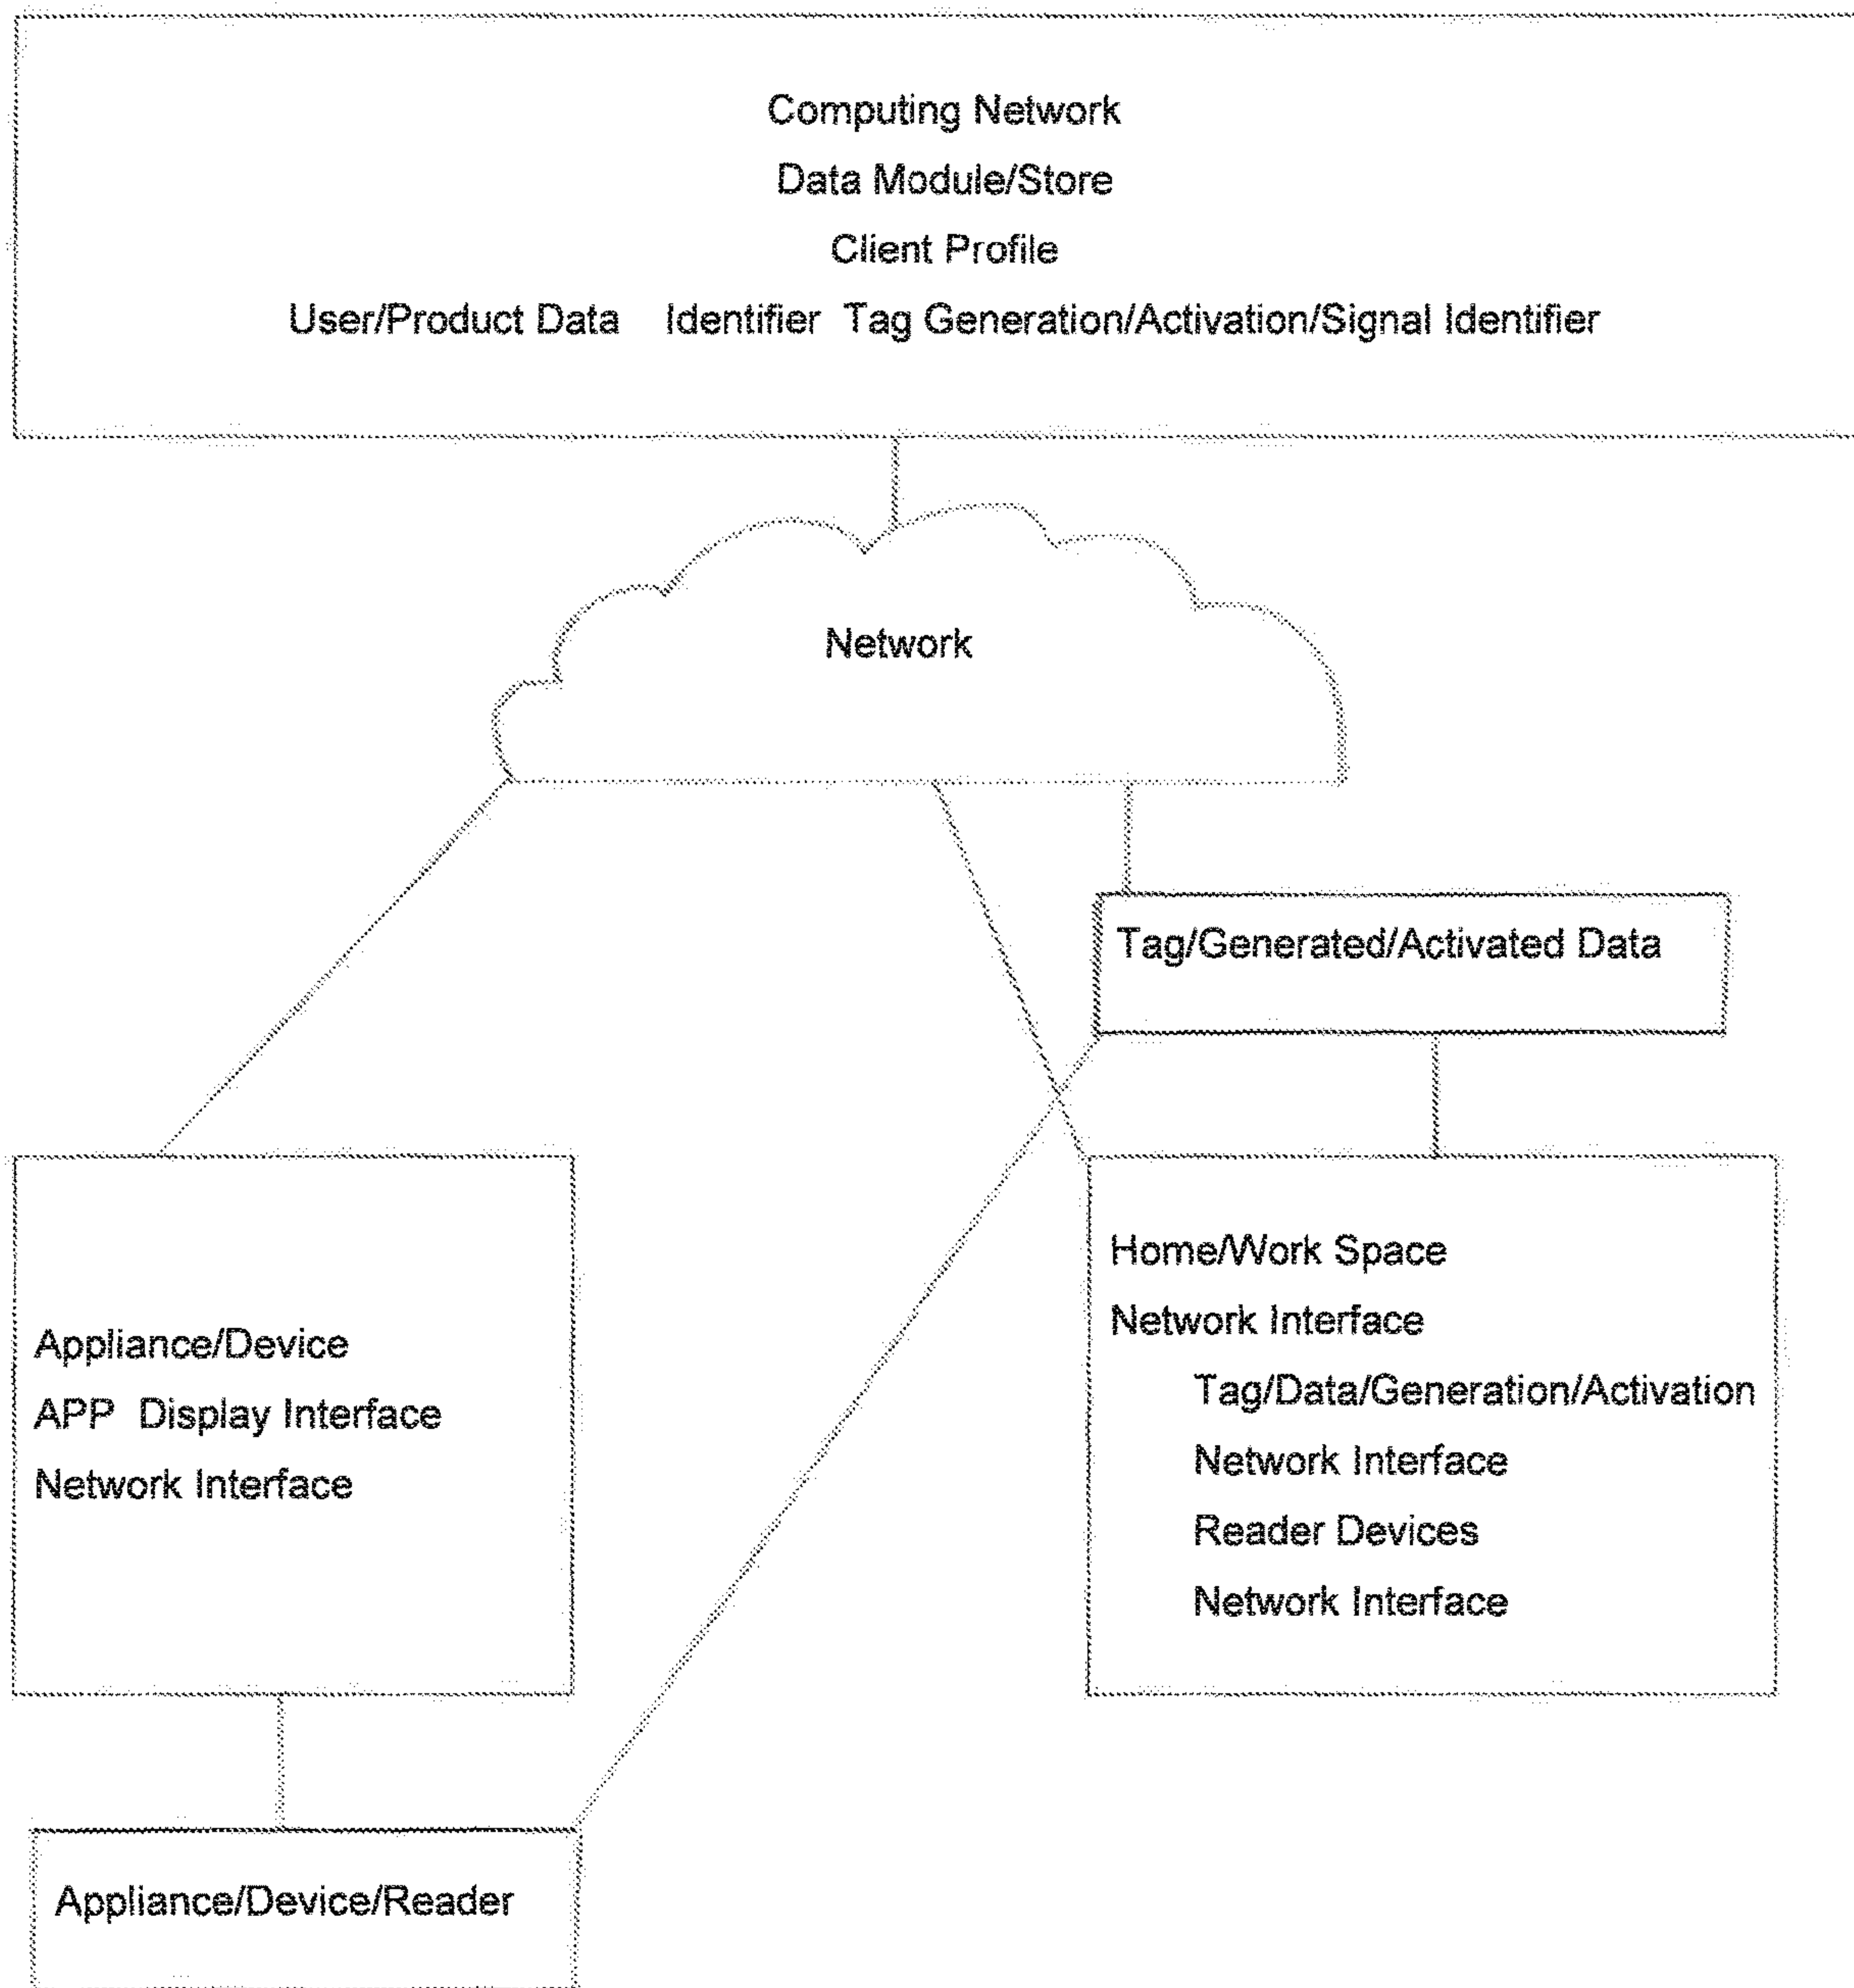 Computing Network
Data Module/Store
Client Profile
User/Product Data Identifier Tag Generation/Activation/Signal Identifier
Network
Tag/Generated/Activated Data
Appliance/Device
APP Display Interface
Network Interface
Home/Work Space
Network Interface
Tag/Data/Generation/Activation
Network Interface
Reader Devices
Network Interface
Appliance/Device/Reader